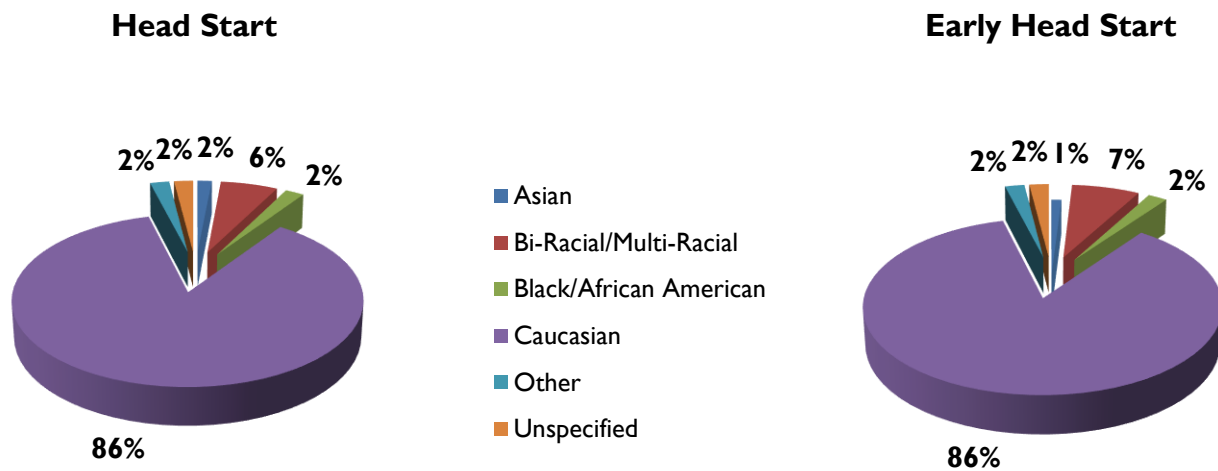 Head Start
Early Head Start
2% 2% 2% 6% 2%
2% 2% 1% 7% 2%
Asian
Bi-Racial/Multi-Racial
Black/African American
Caucasian
Other
Unspecified
86%
86%